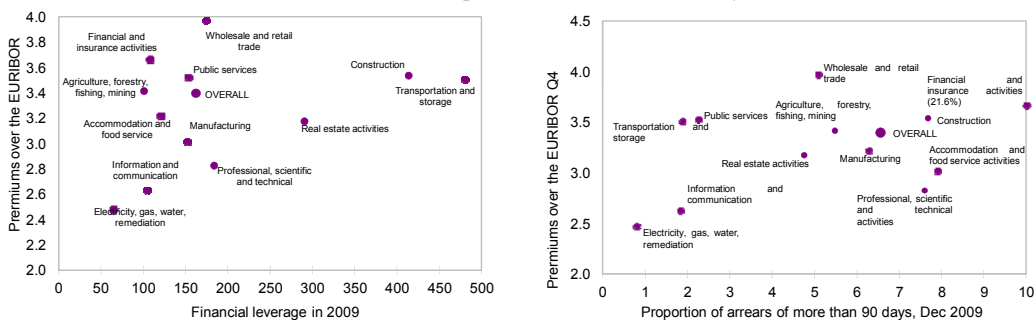 Prermiums over the EURIBOR
4.0
3.8
3.6
3.4
3.2
3.0
2.8
2.6
2.4
2.2
2.0
Financial and
insurance activities
Wholesale and retail
trade
Public services
Construction
Agriculture, forestry,
fishing, mining
OVERALL
Transportation and
storage
Accommodation and
food service
Manufacturing
Real estate activities
Information and
communication
Professional, scientific
and technical
Electricity, gas, water,
remediation
0 50 100 150 200 250 300 350 400 450 500
Financial leverage in 2009
Premiums over the EURIBOR Q4
4.5
4.0
3.5
3.0
2.5
2.0
Wholesale and retail
trade
Financial and
insurance activities
(21.6%)
Agriculture, forestry,
fishing, mining
Public services
Transportation and
storage
Construction
OVERALL
Real estate activities
Manufacturing
Accommodation and
food service activities
Information and
communication
Professional, scientific
and technical
activities
Electricity, gas, water,
remediation
0 1 2 3 4 5 6 7 8 9 10
Proportion of arrears of more than 90 days, Dec 2009